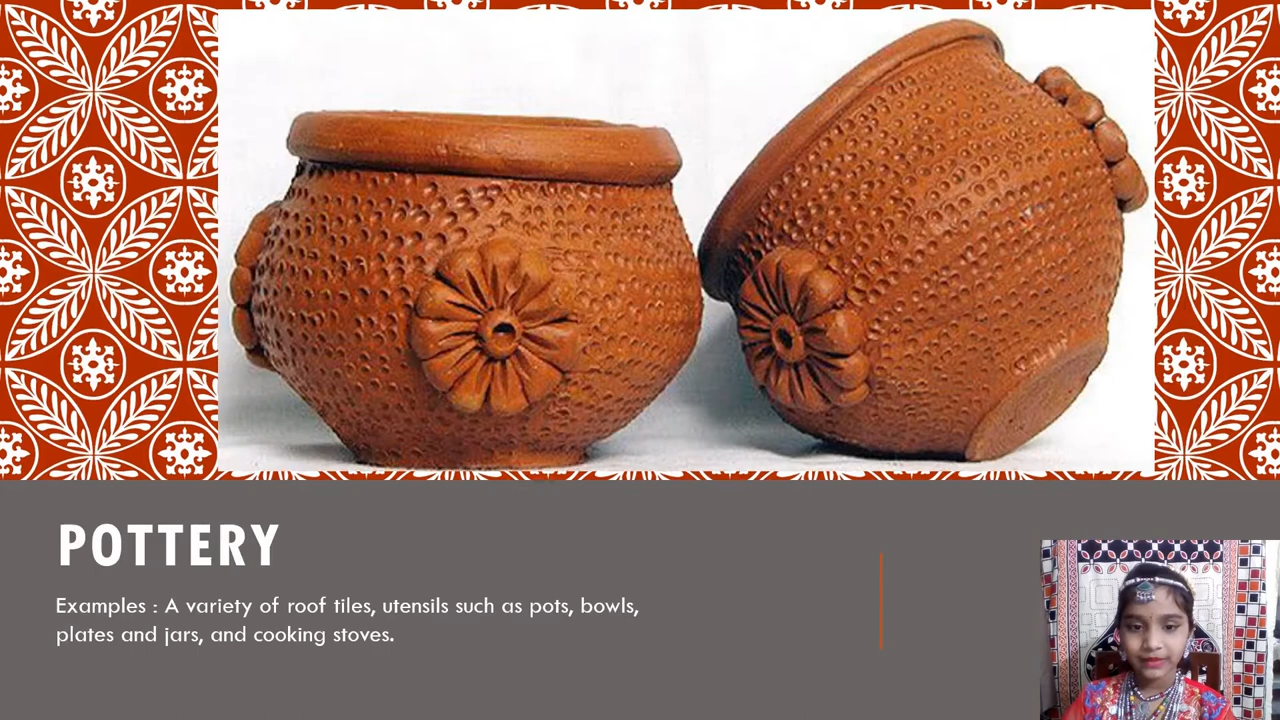 POTTERY
Examples : A variety of roof tiles, utensils such as pots, bowls,
plates and jars, and cooking stoves.